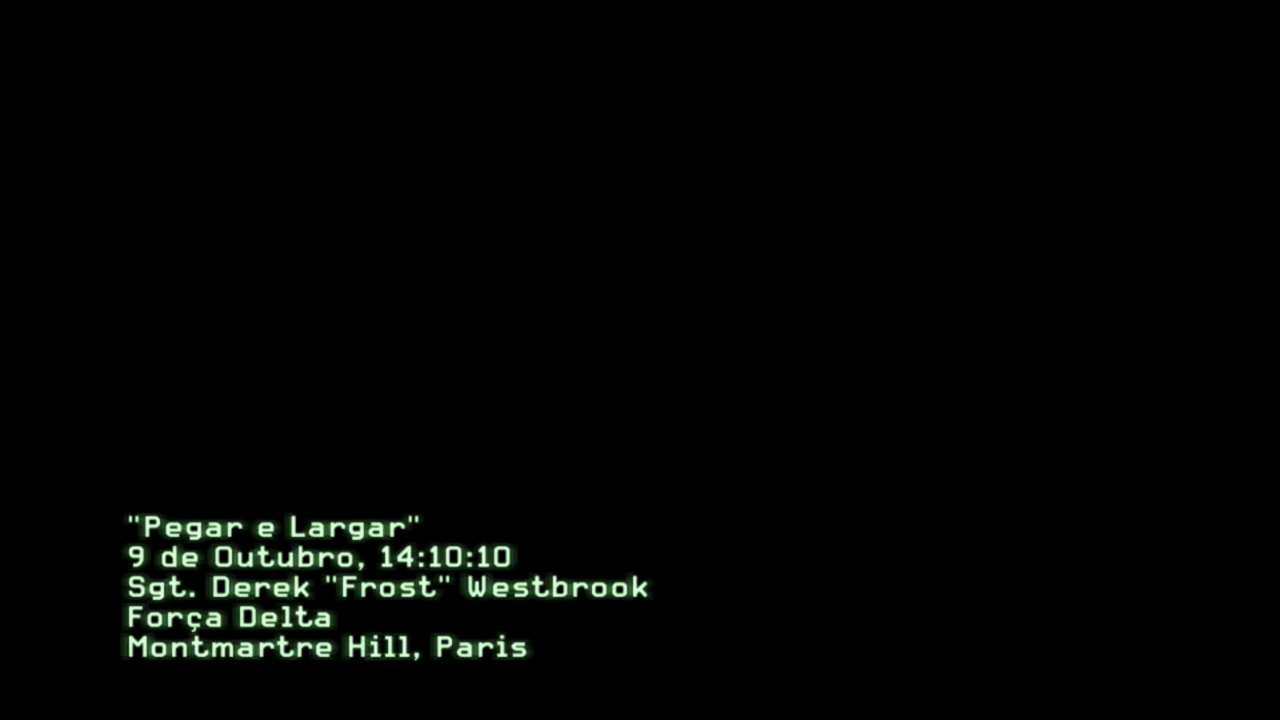 "Pegar e Largar"
9 de Outubro, 14:10:10
Sgt. Derek "Frost" Westbrook
Força Delta
Montmartre Hill, Paris